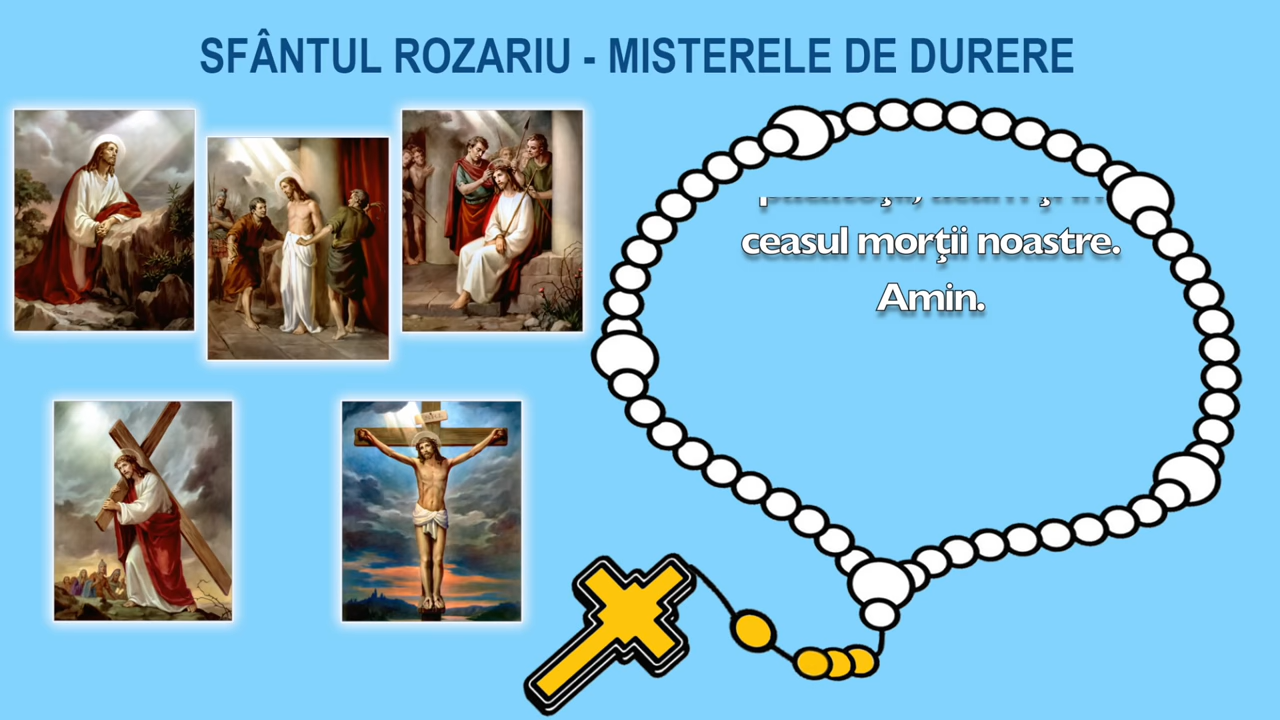 SFÂNTUL ROZARIU - MISTERELE DE DURERE
ceasul morţii noastre.
Amin.